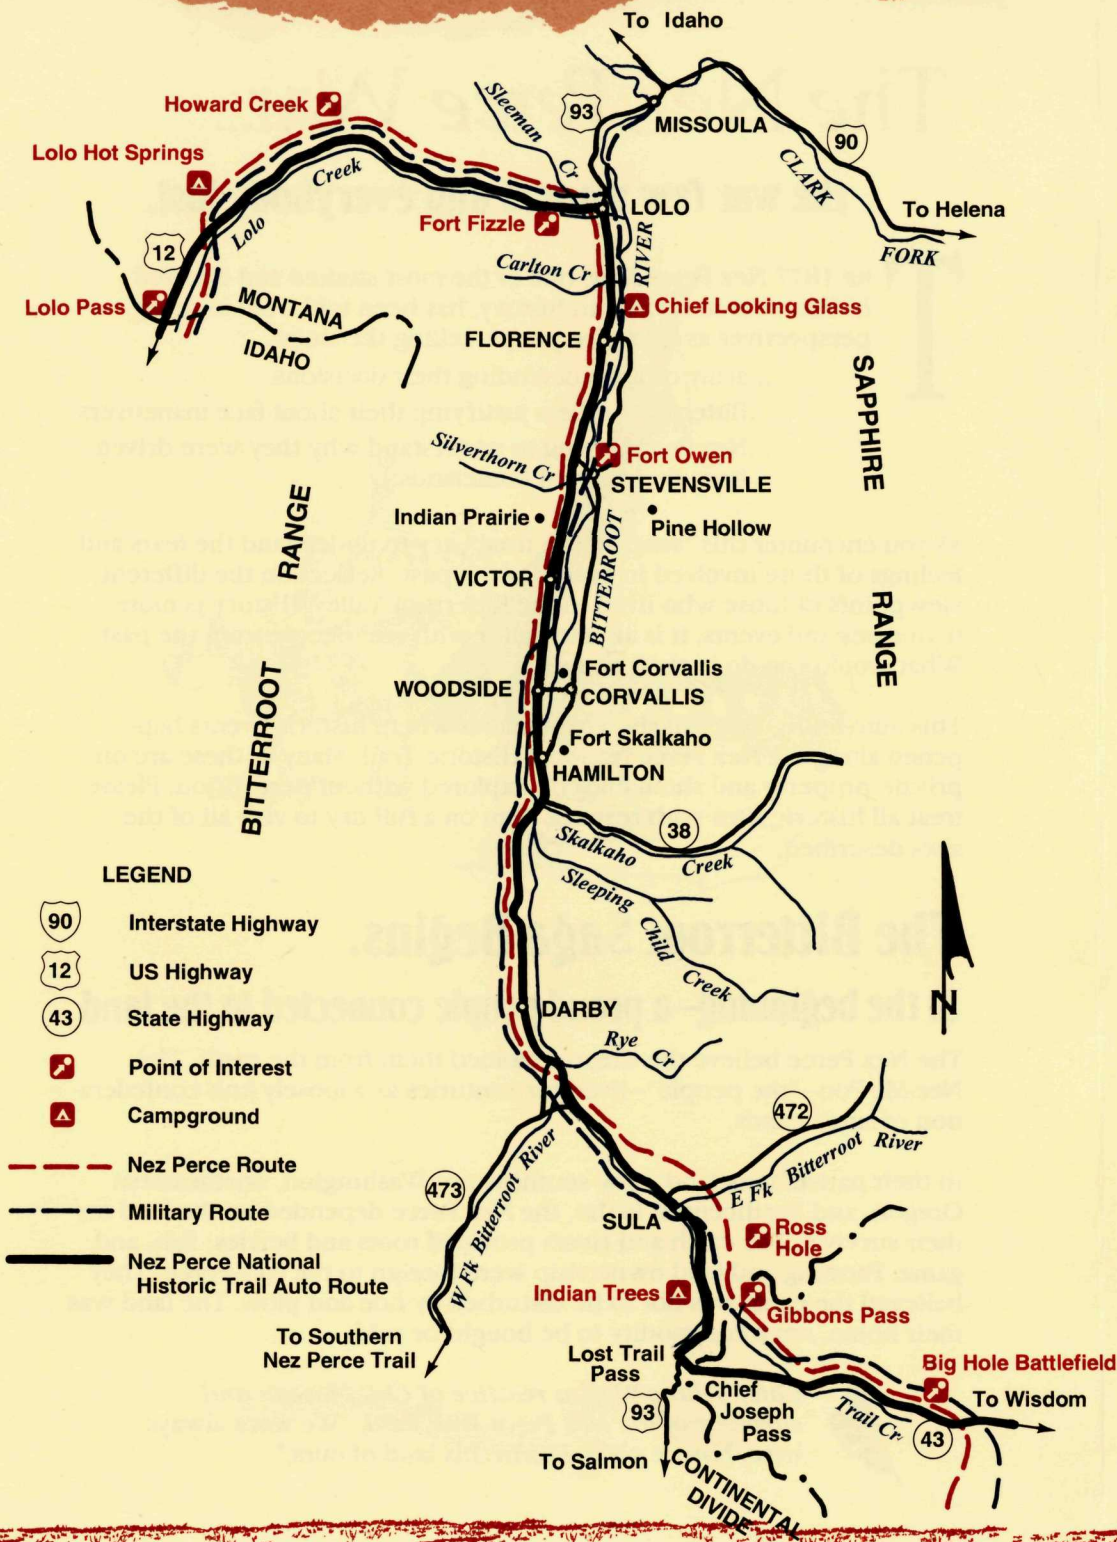 To Idaho
Sleeman Cr
93
MISSOULA
90
CLARK FORK
To Helena
Howard Creek
Lolo Hot Springs
Lolo Creek
Fort Fizzle
LOLO
12
Carlton Cr
RIVER
Lolo Pass
MONTANA
IDAHO
Chief Looking Glass
FLORENCE
SAPPHIRE RANGE
Silverthorn Cr
Fort Owen
STEVENSVILLE
Indian Prairie
Pine Hollow
BITTERROOT RANGE
VICTOR
BITTERROOT
Fort Corvallis
WOODSIDE
CORVALLIS
Fort Skalkaho
HAMILTON
38
Skalkaho Creek
Sleeping Child Creek
LEGEND
90 Interstate Highway
12 US Highway
43 State Highway
Point of Interest
Campground
Nez Perce Route
Military Route
Nez Perce National
Historic Trail Auto Route
N
DARBY
Rye Cr
472
E Fk Bitterroot River
473
W Fk Bitterroot River
SULA
Ross
Hole
Indian Trees
Gibbons Pass
To Southern
Nez Perce Trail
Lost Trail
Pass
Big Hole Battlefield
Chief
Joseph
Pass
To Wisdom
Trail Cr.
93
43
To Salmon
CONTINENTAL
DIVIDE